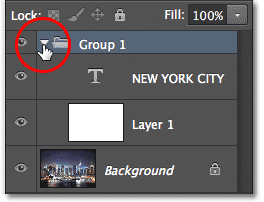 Lock: Fill: 100%
Group 1
T NEW YORK CITY
Layer 1
Background